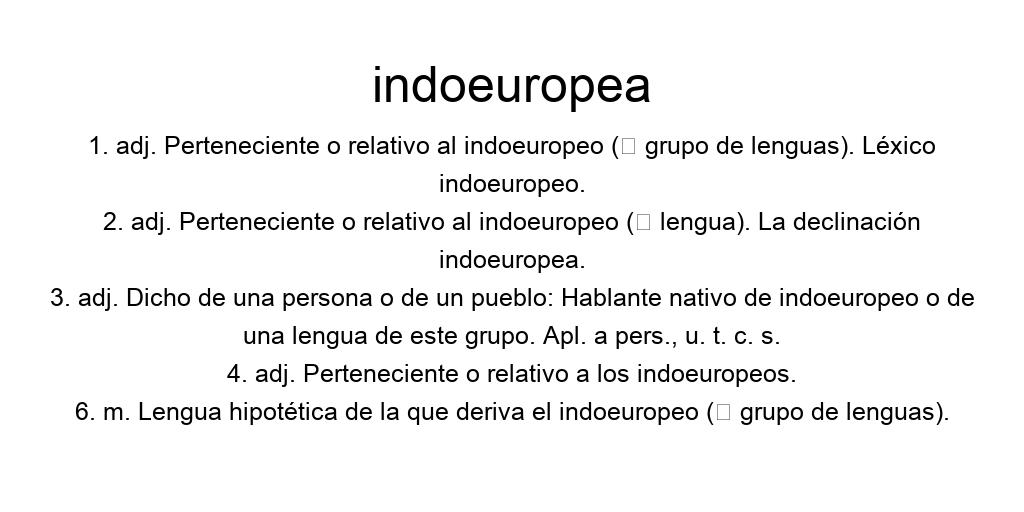 indoeuropea
1. adj. Perteneciente o relativo al indoeuropeo (□ grupo de lenguas). Léxico
indoeuropeo.
2. adj. Perteneciente o relativo al indoeuropeo (□ lengua). La declinación
indoeuropea.
3. adj. Dicho de una persona o de un pueblo: Hablante nativo de indoeuropeo o de
una lengua de este grupo. Apl. a pers., u. t. c. s.
4. adj. Perteneciente o relativo a los indoeuropeos.
6. m. Lengua hipotética de la que deriva el indoeuropeo (□ grupo de lenguas).